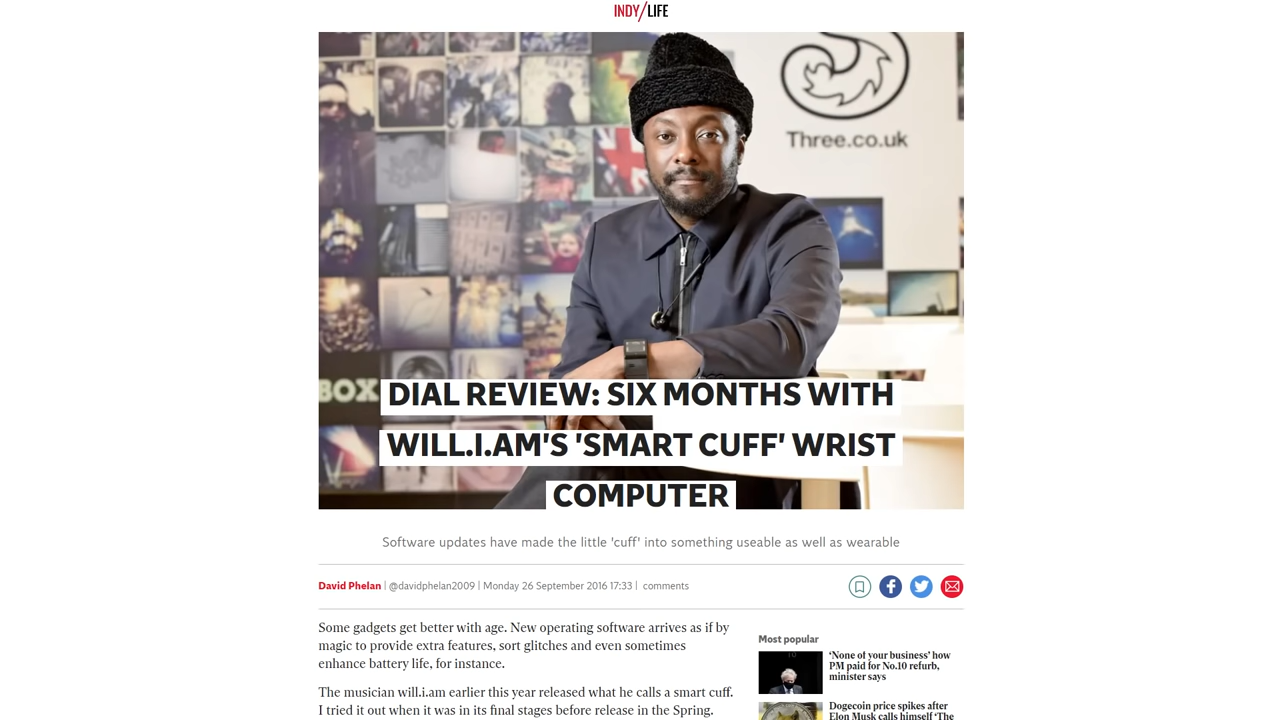 INDY/LIFE
Three.co.uk
BOX
DIAL REVIEW: SIX MONTHS WITH
WILL.I.AM'S 'SMART CUFF' WRIST
COMPUTER
Software updates have made the little 'cuff' into something useable as well as wearable
David Phelan | @davidphelan2009 | Monday 26 September 2016 17:33 | comments
Some gadgets get better with age. New operating software arrives as if by
magic to provide extra features, sort glitches and even sometimes
enhance battery life, for instance.
The musician will.i.am earlier this year released what he calls a smart cuff.
I tried it out when it was in its final stages before release in the Spring.
Most popular
‘None of your business’ how
PM paid for No.10 refurb,
minister says
Dogecoin price spikes after
Elon Musk calls himself ‘The